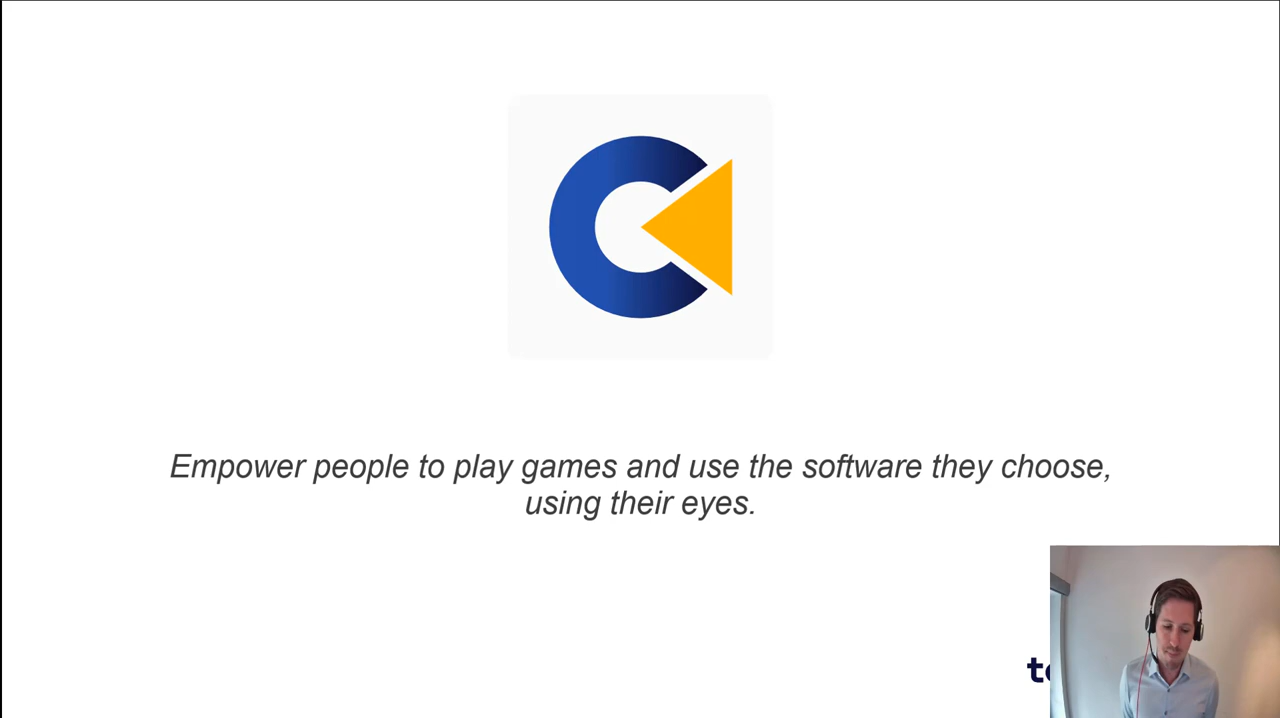 Empower people to play games and use the software they choose,
using their eyes.